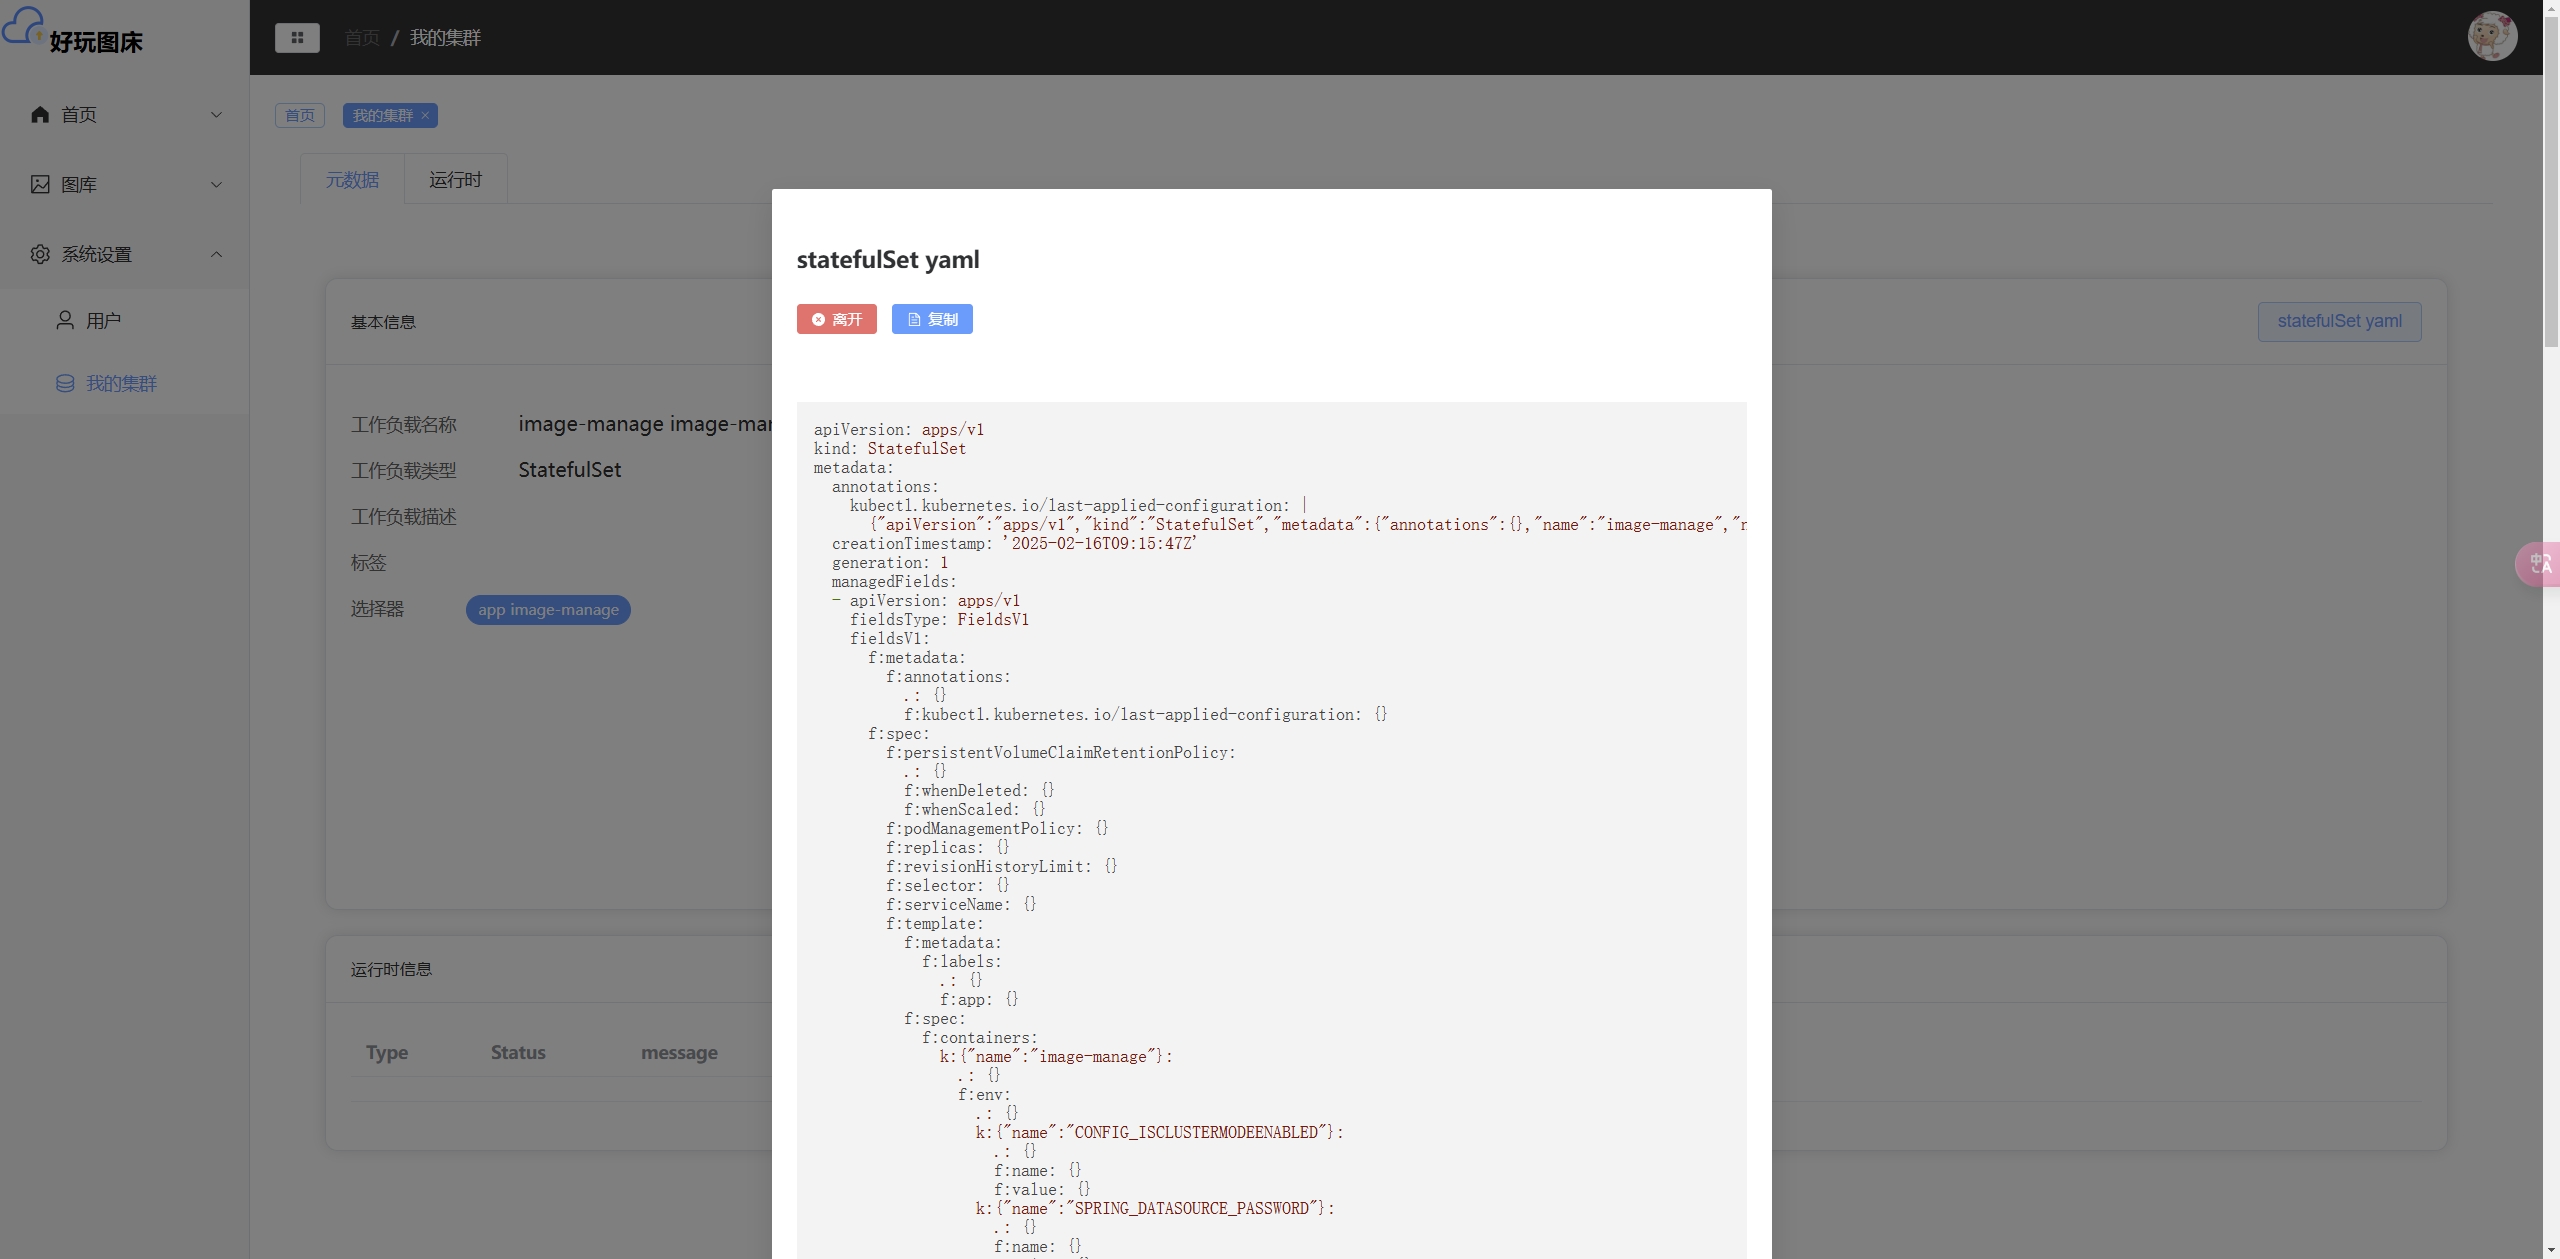 好玩图床
首页 / 我的集群
首页
图库
系统设置
用户
我的集群
首页 我的集群 ×
元数据 运行时
基本信息 statefulSet yaml
工作负载名称 image-manage image-ma
工作负载类型 StatefulSet
工作负载描述
标签
选择器 app image-manage
运行时信息
Type Status message
statefulSet yaml
离开 复制
apiVersion: apps/v1
kind: StatefulSet
metadata:
  annotations:
    kubectl.kubernetes.io/last-applied-configuration: |
      {"apiVersion":"apps/v1","kind":"StatefulSet","metadata":{"annotations":{},"name":"image-manage","n
  creationTimestamp: '2025-02-16T09:15:47Z'
  generation: 1
  managedFields:
  - apiVersion: apps/v1
    fieldsType: FieldsV1
    fieldsV1:
      f:metadata:
        f:annotations:
          .: {}
          f:kubectl.kubernetes.io/last-applied-configuration: {}
      f:spec:
        f:persistentVolumeClaimRetentionPolicy:
          .: {}
          f:whenDeleted: {}
          f:whenScaled: {}
        f:podManagementPolicy: {}
        f:replicas: {}
        f:revisionHistoryLimit: {}
        f:selector: {}
        f:serviceName: {}
        f:template:
          f:metadata:
            f:labels:
              .: {}
              f:app: {}
          f:spec:
            f:containers:
              k:{"name":"image-manage"}:
                .: {}
                f:env:
                  .: {}
                  k:{"name":"CONFIG_ISCLUSTERMODEENABLED"}:
                    .: {}
                    f:name: {}
                    f:value: {}
                  k:{"name":"SPRING_DATASOURCE_PASSWORD"}:
                    .: {}
                    f:name: {}